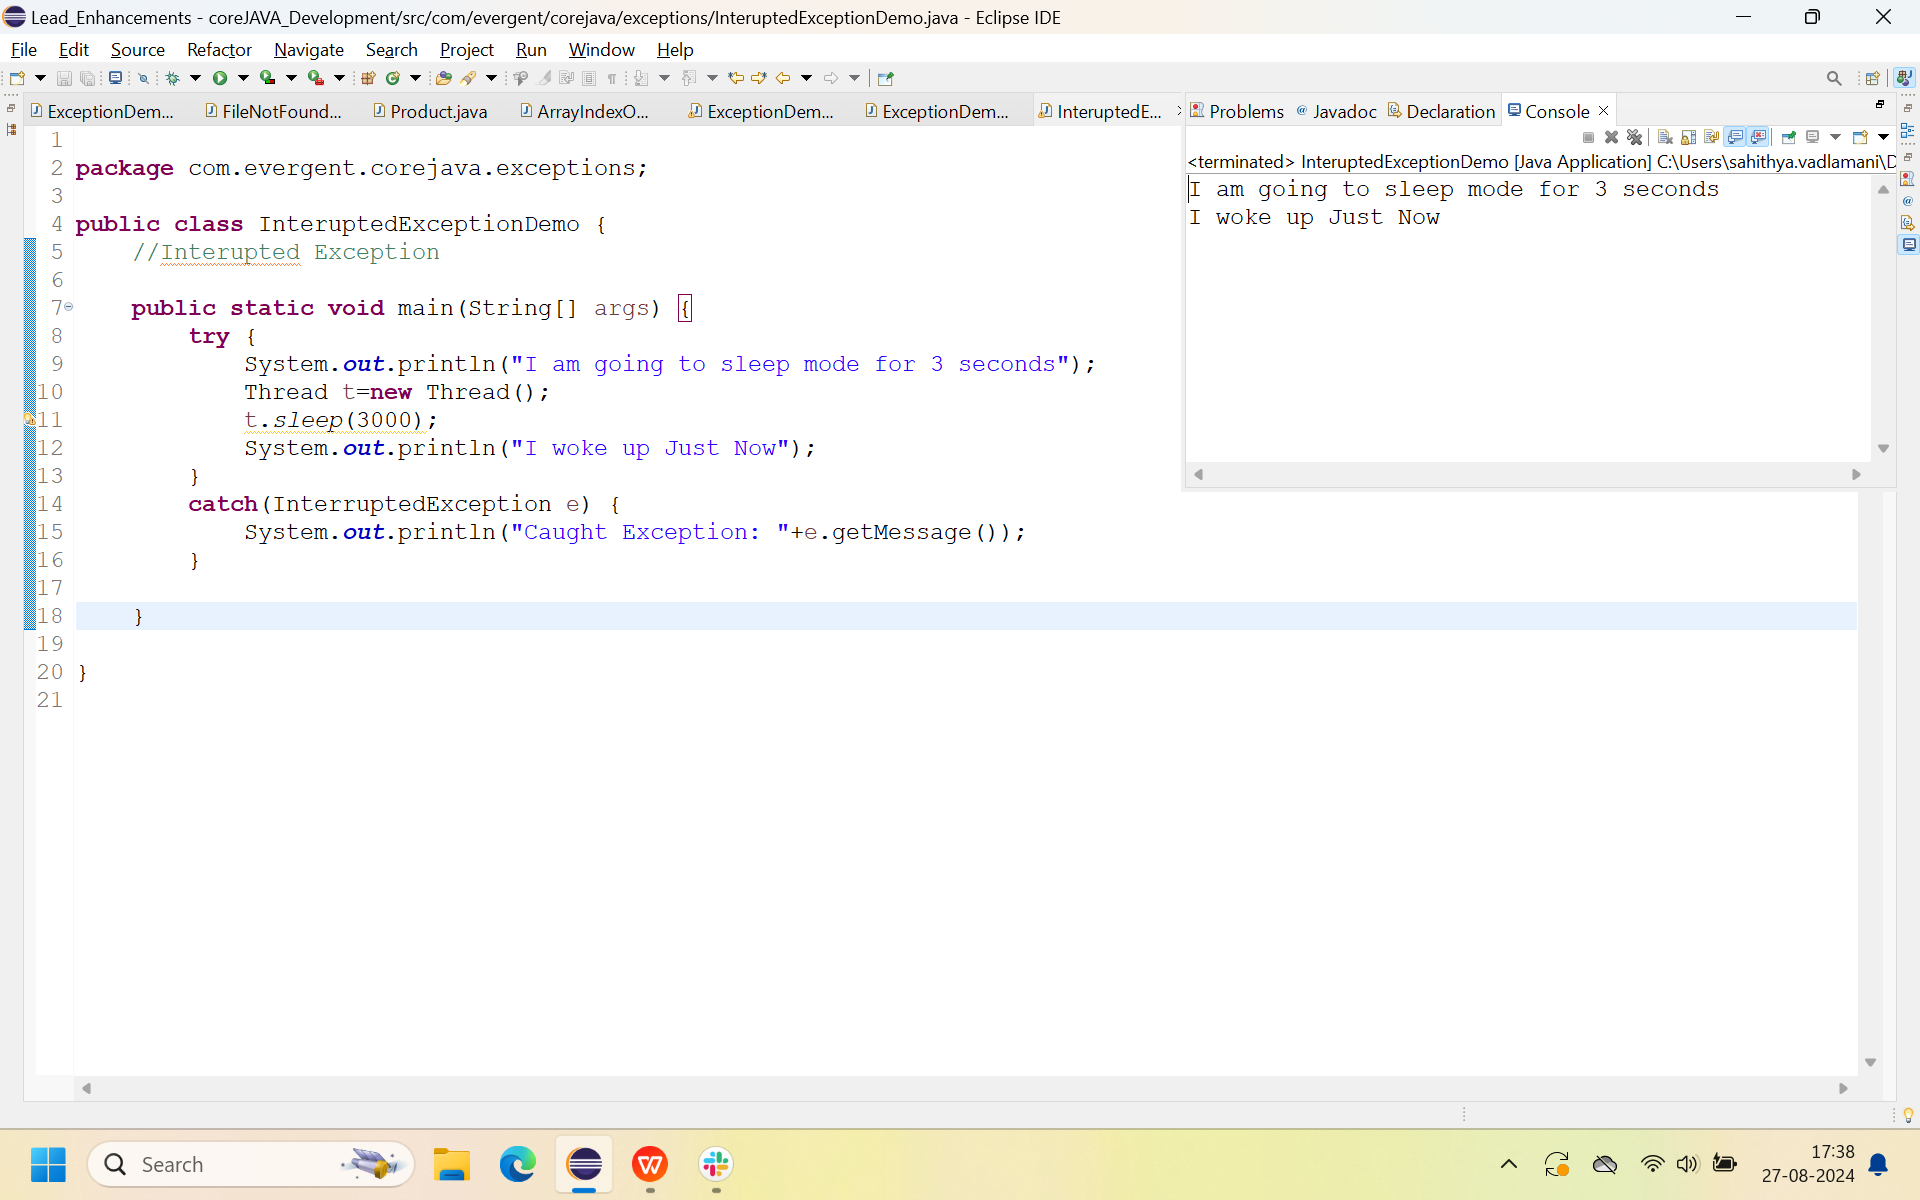 Lead_Enhancements - coreJAVA_Development/src/com/evergent/corejava/exceptions/InteruptedExceptionDemo.java - Eclipse IDE
File Edit Source Refactor Navigate Search Project Run Window Help
ExceptionDem... FileNotFound... Product.java ArrayIndexO... ExceptionDem... ExceptionDem... InteruptedE...
Problems Javadoc Declaration Console
<terminated> InteruptedExceptionDemo [Java Application] C:\Users\sahithya.vadlamani\D
I am going to sleep mode for 3 seconds
I woke up Just Now
1
2 package com.evergent.corejava.exceptions;
3
4 public class InteruptedExceptionDemo {
5 //Interupted Exception
6
7 public static void main(String[] args) {
8 try {
9 System.out.println("I am going to sleep mode for 3 seconds");
10 Thread t=new Thread();
11 t.sleep(3000);
12 System.out.println("I woke up Just Now");
13 }
14 catch(InterruptedException e) {
15 System.out.println("Caught Exception: "+e.getMessage());
16 }
17
18 }
19
20 }
21
Search
17:38
27-08-2024